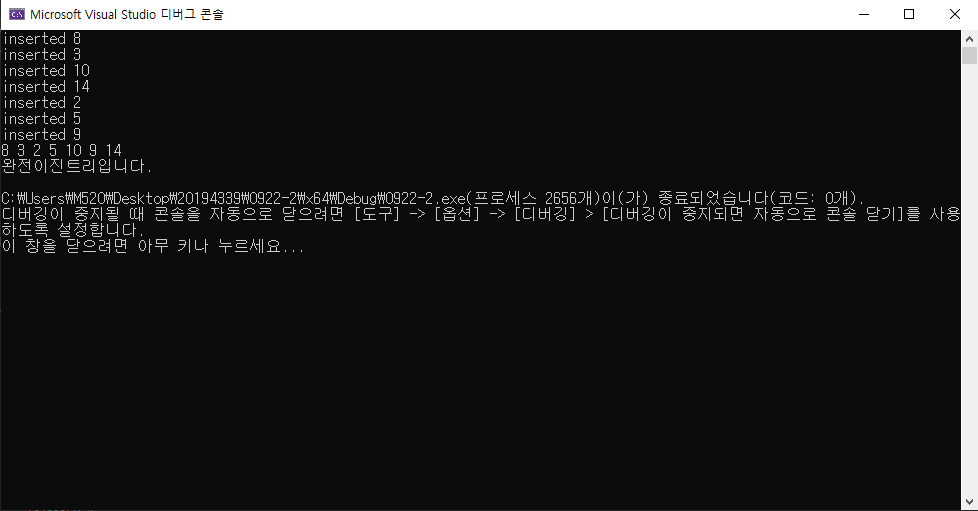 Microsoft Visual Studio 디버그 콘솔
inserted 8
inserted 3
inserted 10
inserted 14
inserted 2
inserted 5
inserted 9
8 3 2 5 10 9 14
완전이진트리입니다.
C:₩Users₩M520₩Desktop₩20194339₩0922-2₩x64₩Debug₩0922-2.exe(프로세스 2656개)이(가) 종료되었습니다(코드: 0개).
디버깅이 중지될 때 콘솔을 자동으로 닫으려면 [도구] -> [옵션] -> [디버깅] > [디버깅이 중지되면 자동으로 콘솔 닫기]를 사용
하도록 설정합니다.
이 창을 닫으려면 아무 키나 누르세요...